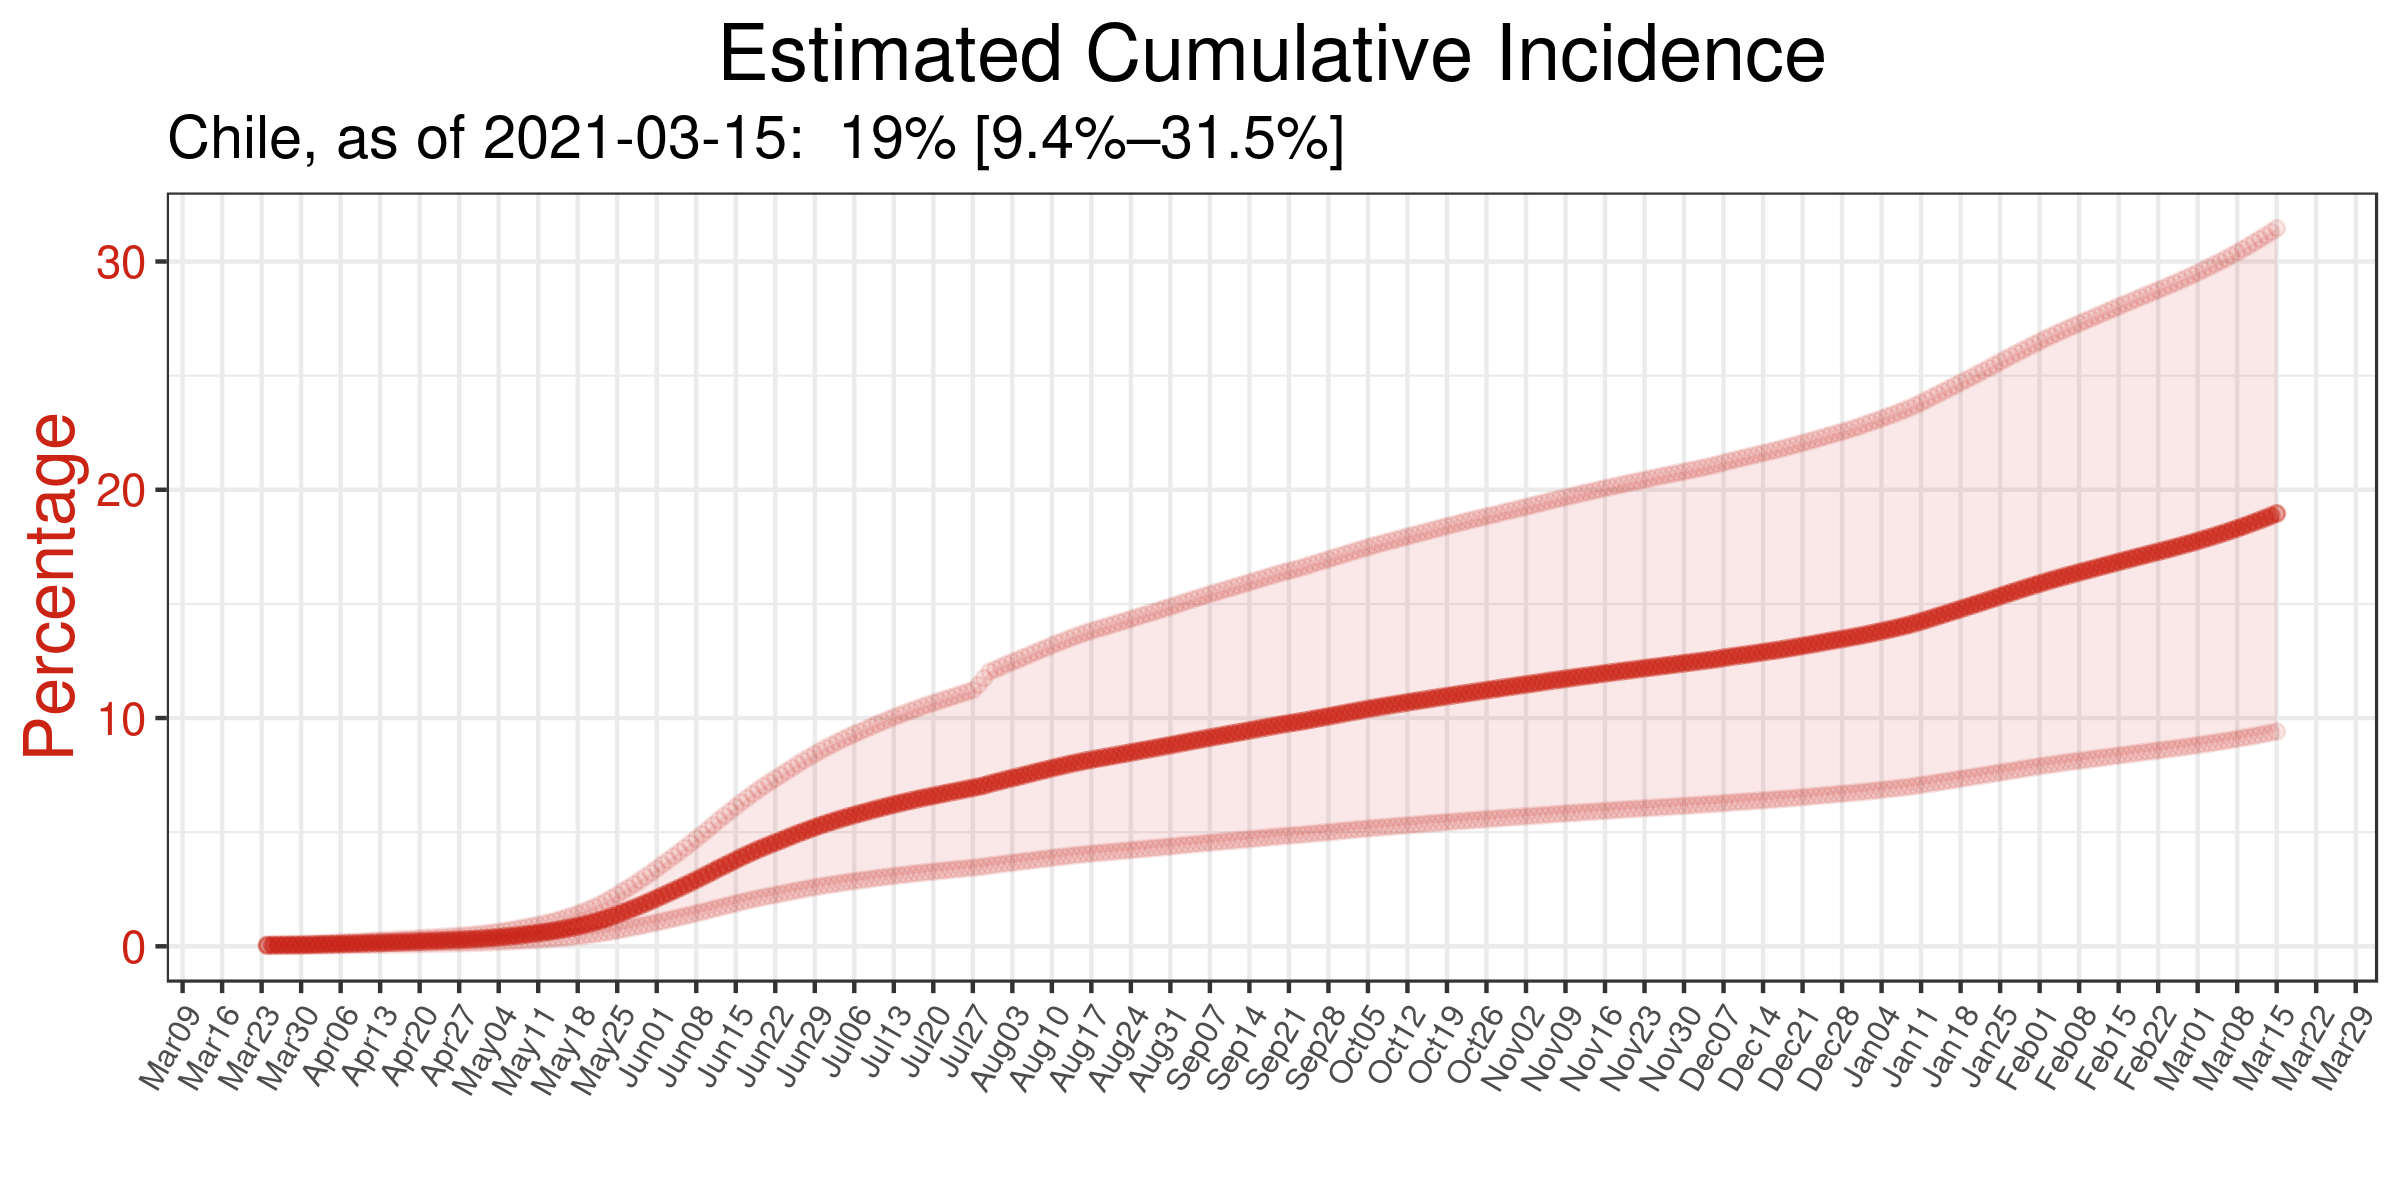 Estimated Cumulative Incidence
Chile, as of 2021-03-15:  19% [9.4%–31.5%]
Percentage
30
20
10
0
Mar09
Mar16
Mar23
Mar30
Apr06
Apr13
Apr20
Apr27
May04
May11
May18
May25
Jun01
Jun08
Jun15
Jun22
Jun29
Jul06
Jul13
Jul20
Jul27
Aug03
Aug10
Aug17
Aug24
Aug31
Sep07
Sep14
Sep21
Sep28
Oct05
Oct12
Oct19
Oct26
Nov02
Nov09
Nov16
Nov23
Nov30
Dec07
Dec14
Dec21
Dec28
Jan04
Jan11
Jan18
Jan25
Feb01
Feb08
Feb15
Feb22
Mar01
Mar08
Mar15
Mar22
Mar29